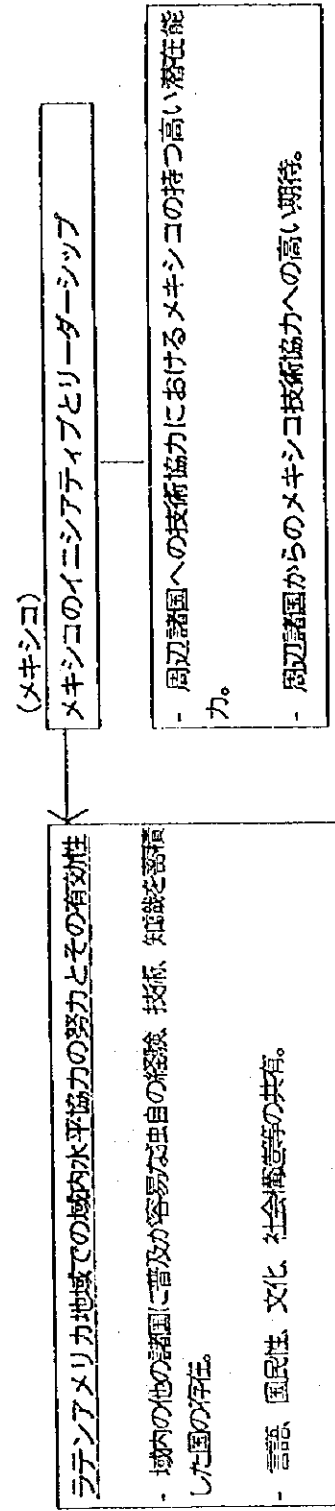 ラテンアメリカ地域での域内水平協力の努力とその有効性
- 域内の他の諸国に普及が容易な独自の経験、技術、知識を蓄積
した国の存在。
- 言語、国民性、文化、社会構造等の共有。
(メキシコ)
メキシコのイニシアティブとリーダーシップ
- 周辺諸国への技術協力におけるメキシコの持つ高い潜在能
力。
- 周辺諸国からのメキシコ技術協力への高い期待。